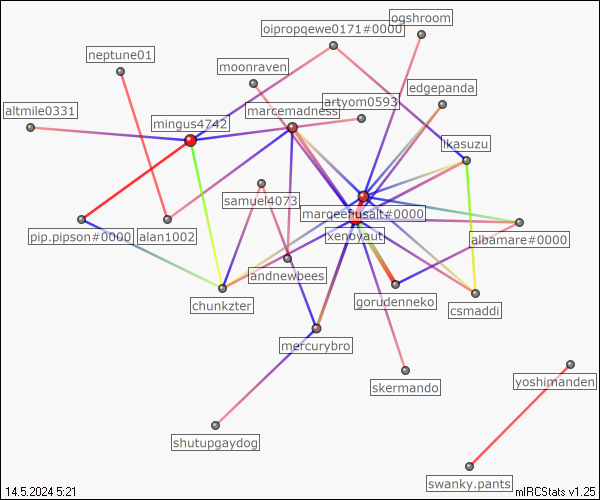 ogshroom
oipropqewe0171#0000
neptune01
moonraven
edgepanda
artyom0593
altmile0331
marcemadness
mingus4742
ikasuzu
samuel4073
marqeefusalt#0000
pip.pipson#0000
alan1002
xenoyaut
albamare#0000
andnewbees
chunkzter
gorudenneko
csmaddi
mercurybro
skermando
yoshimanden
shutupgaydog
swanky.pants
14.5.2024 5:21
mIRCStats v1.25